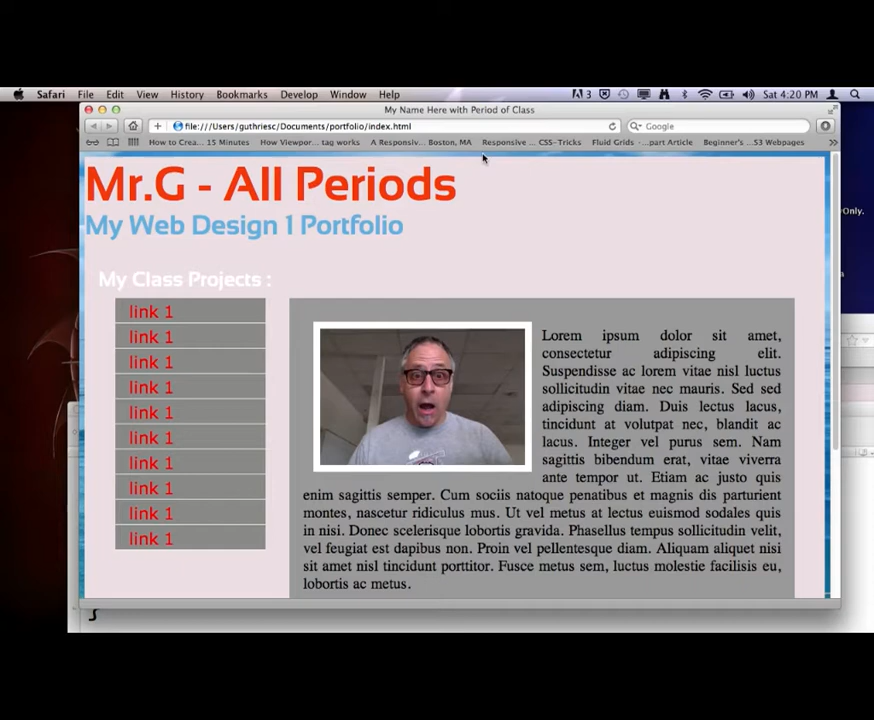 Safari File Edit View History Bookmarks Develop Window Help
3
Sat 4:20 PM
My Name Here with Period of Class
file:///Users/guthriesc/Documents/portfolio/index.html
Google
How to Crea... 15 Minutes
How Viewpor... tag works
A Responsiv... Boston, MA
Responsive ... CSS-Tricks
Fluid Grids ·...part Article
Beginner's ...S3 Webpages
Mr.G - All Periods
Only.
My Web Design 1 Portfolio
My Class Projects :
link 1
link 1
link 1
link 1
link 1
link 1
link 1
link 1
link 1
link 1
Lorem ipsum dolor sit amet,
consectetur adipiscing elit.
Suspendisse ac lorem vitae nisl luctus
sollicitudin vitae nec mauris. Sed sed
adipiscing diam. Duis lectus lacus,
tincidunt at volutpat nec, blandit ac
lacus. Integer vel purus sem. Nam
sagittis bibendum erat, vitae viverra
ante tempor ut. Etiam ac justo quis
enim sagittis semper. Cum sociis natoque penatibus et magnis dis parturient
montes, nascetur ridiculus mus. Ut vel metus at lectus euismod sodales quis
in nisi. Donec scelerisque lobortis gravida. Phasellus tempus sollicitudin velit,
vel feugiat est dapibus non. Proin vel pellentesque diam. Aliquam aliquet nisi
sit amet nisl tincidunt porttitor. Fusce metus sem, luctus molestie facilisis eu,
lobortis ac metus.